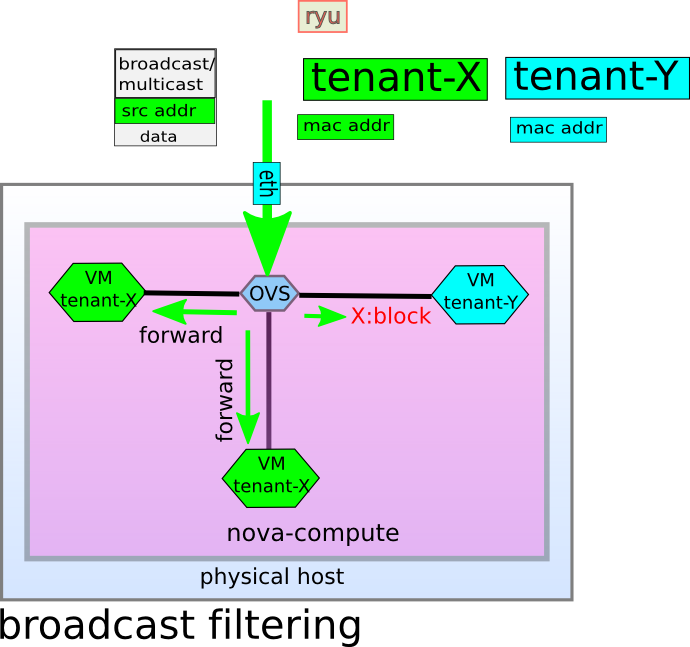 ryu
broadcast/
multicast
src addr
data
tenant-X
mac addr
tenant-Y
mac addr
eth
VM
tenant-X
OVS
VM
tenant-Y
forward
X:block
forward
VM
tenant-X
nova-compute
physical host
broadcast filtering